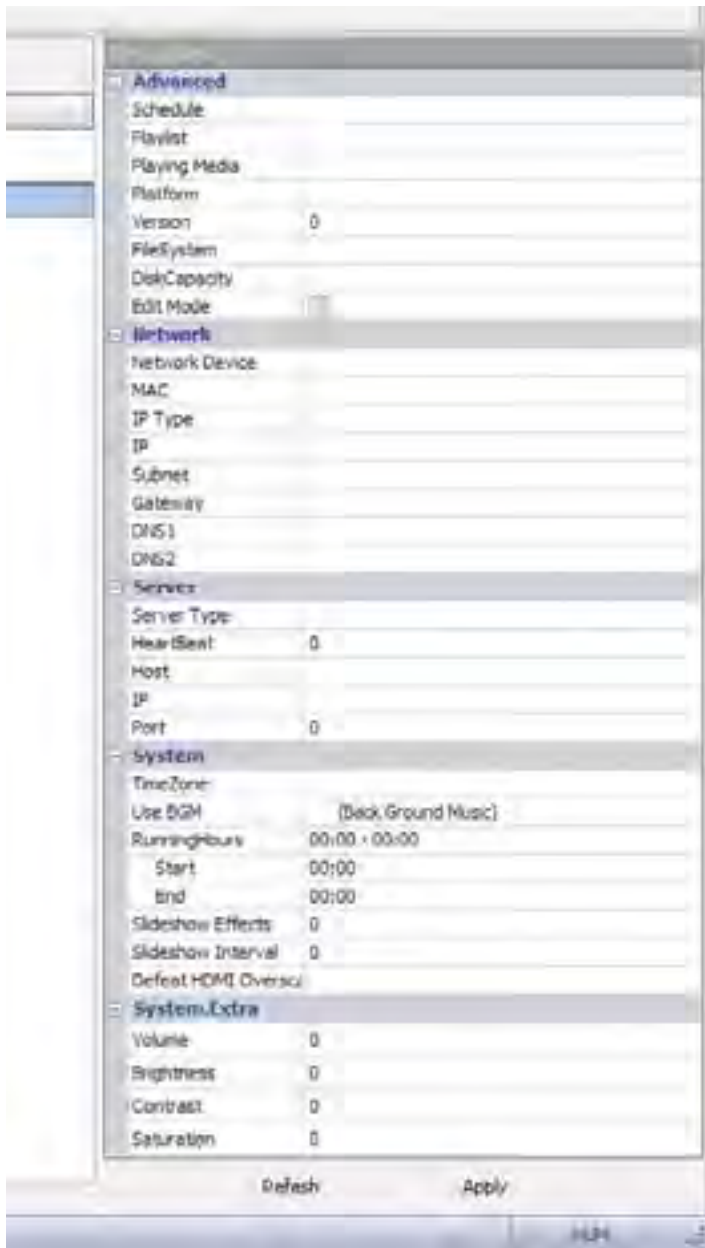 Advanced
Schedule
Playlist
Playing Media
Platform
Version 0
FileSystem
DiskCapacity
Edit Mode
Network
Network Device
MAC
IP Type
IP
Subnet
Gateway
DNS1
DNS2
Server
Server Type
HeartBeat 0
Host
IP
Port 0
System
TimeZone
Use BGM (Back Ground Music)
RunningHours 00:00 - 00:00
Start 00:00
End 00:00
Slideshow Effects 0
Slideshow Interval 0
Defeat HDMI Oversca
System.Extra
Volume 0
Brightness 0
Contrast 0
Saturation 0
Refresh Apply
NUM